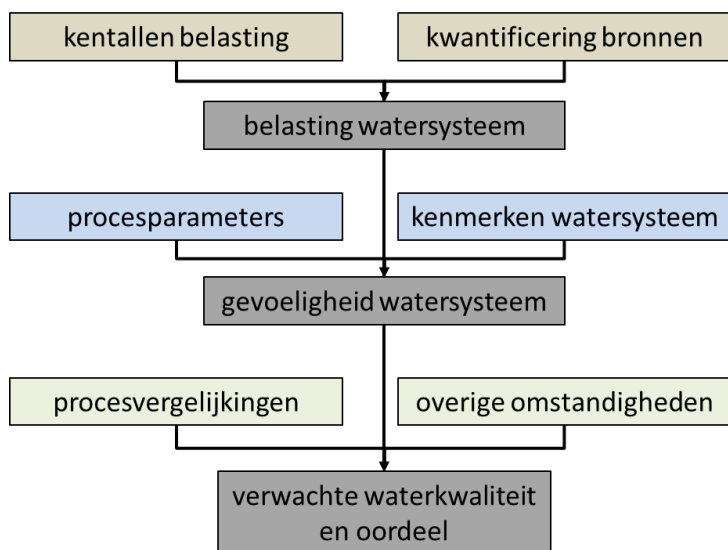 kentallen belasting
kwantificering bronnen
belasting watersysteem
procesparameters
kenmerken watersysteem
gevoeligheid watersysteem
procesvergelijkingen
overige omstandigheden
verwachte waterkwaliteit
en oordeel